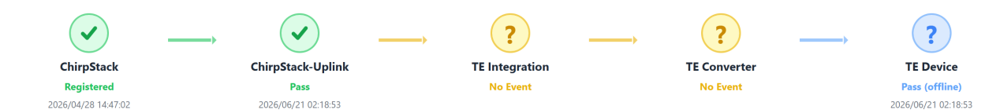 ChirpStack
Registered
2026/04/28 14:47:02
ChirpStack-Uplink
Pass
2026/06/21 02:18:53
?
TE Integration
No Event
?
TE Converter
No Event
?
TE Device
Pass (offline)
2026/06/21 02:18:53